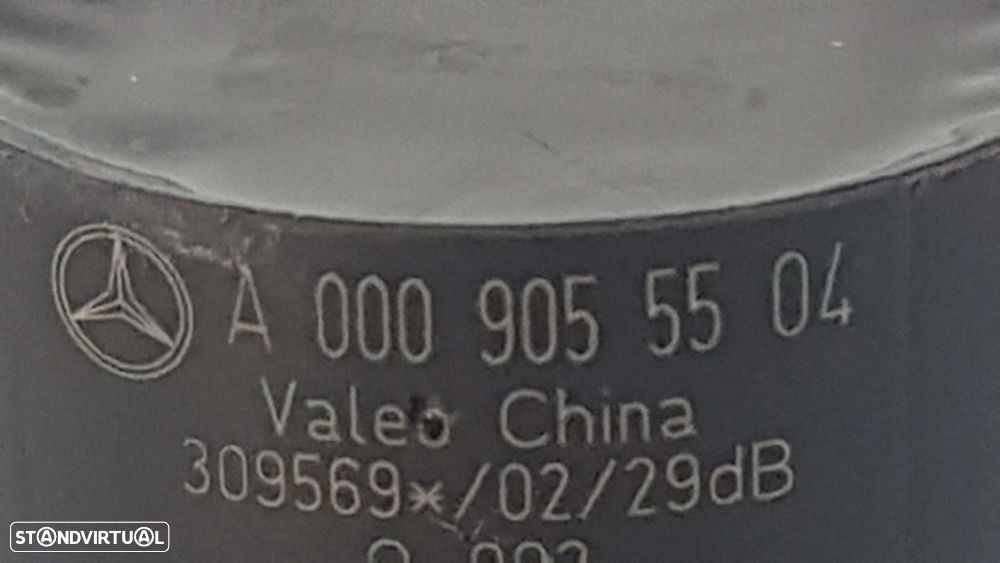 A 000 905 55 04
Valeo China
309569*/02/29dB
STANDVIRTUAL